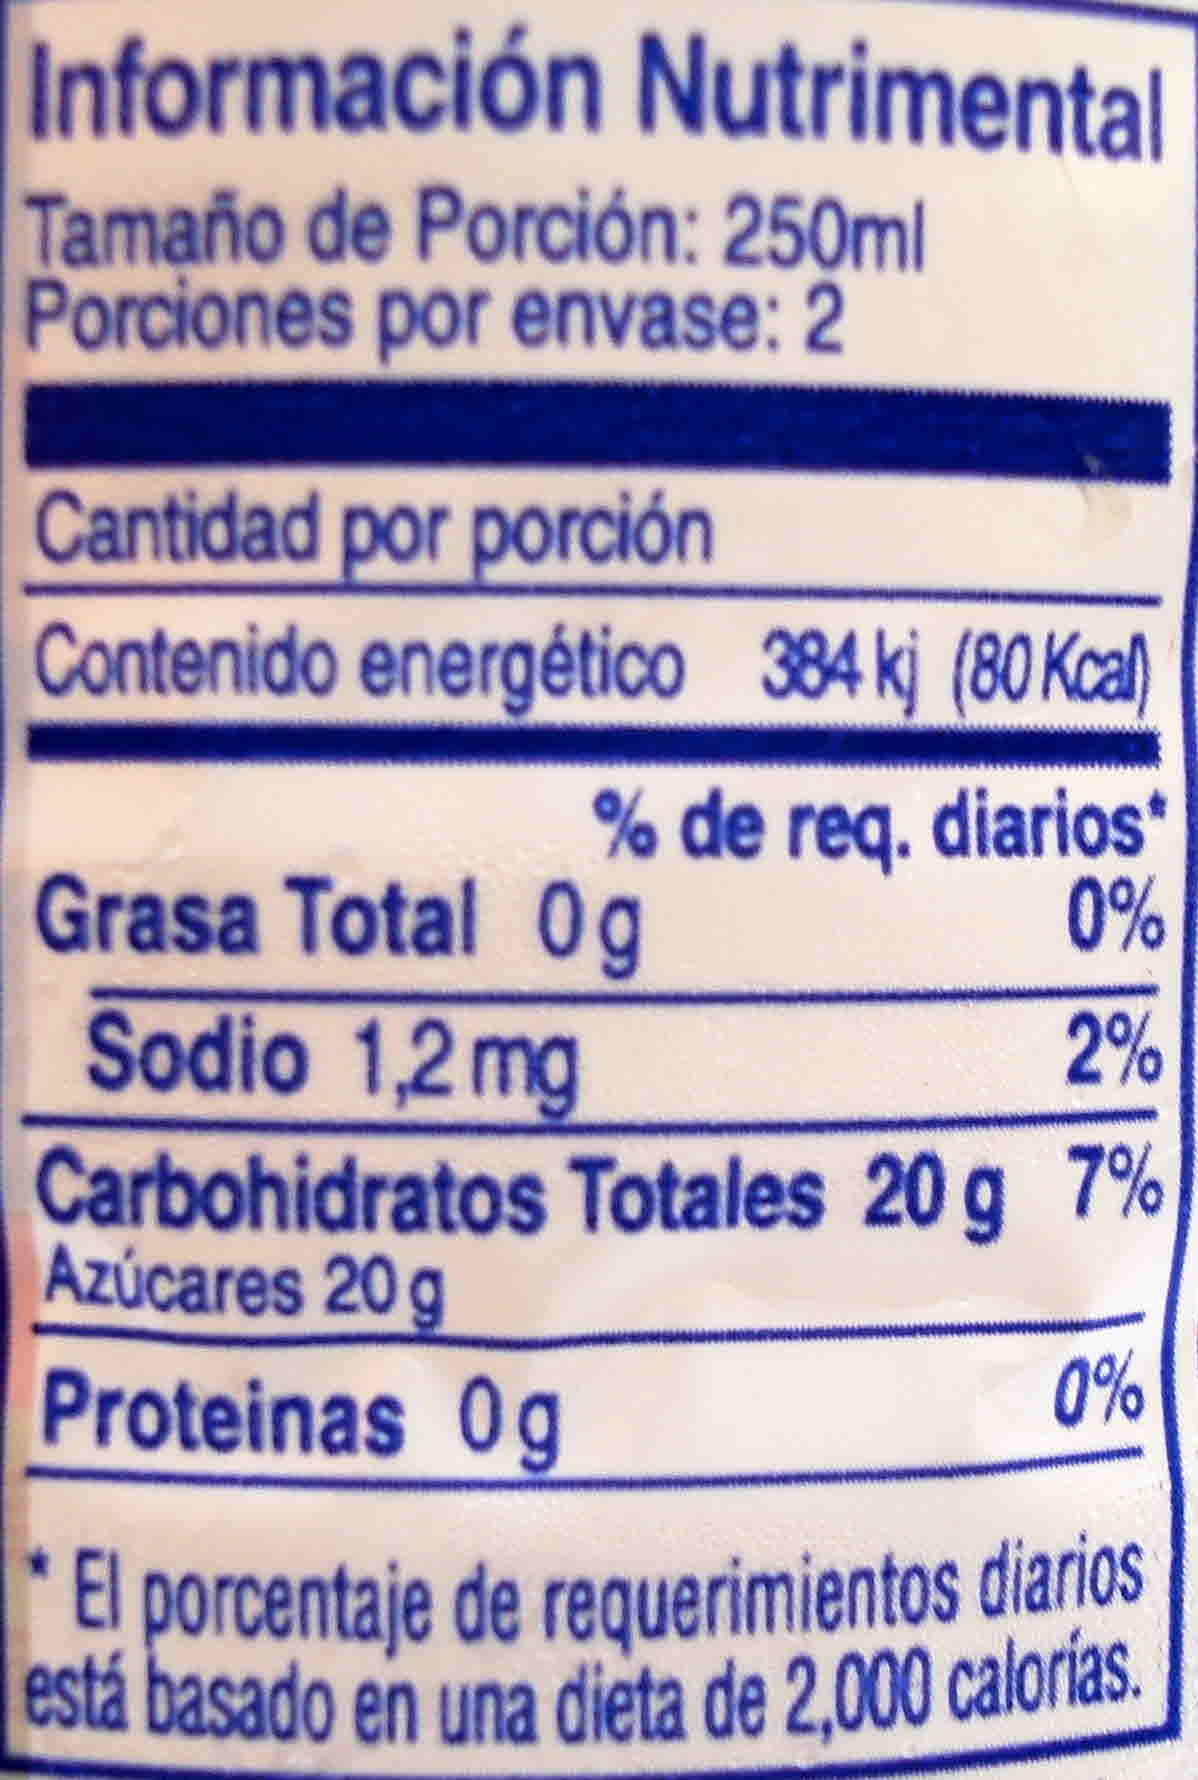 Información Nutrimental
Tamaño de Porción: 250ml
Porciones por envase: 2
Cantidad por porción
Contenido energético 384 kj (80 Kcal)
% de req. diarios*
Grasa Total 0 g 0%
Sodio 1,2 mg 2%
Carbohidratos Totales 20 g 7%
Azúcares 20 g
Proteinas 0 g 0%
* El porcentaje de requerimientos diarios
está basado en una dieta de 2,000 calorías.